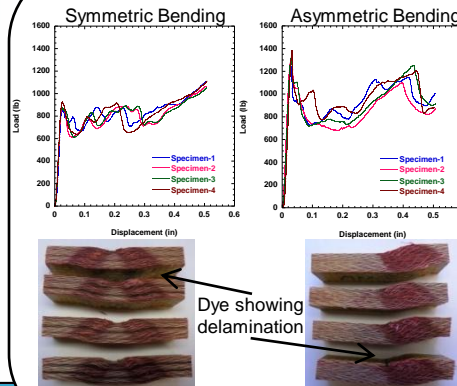 Symmetric Bending
Asymmetric Bending
1600
1400
1200
1000
800
600
400
200
0
Load (lb)
Specimen-1
Specimen-2
Specimen-3
Specimen-4
0 0.1 0.2 0.3 0.4 0.5 0.6
Displacement (in)
1600
1400
1200
1000
800
600
400
200
0
Load (lb)
Specimen-1
Specimen-2
Specimen-3
Specimen-4
0 0.1 0.2 0.3 0.4 0.5
Displacement (in)
Dye showing
delamination